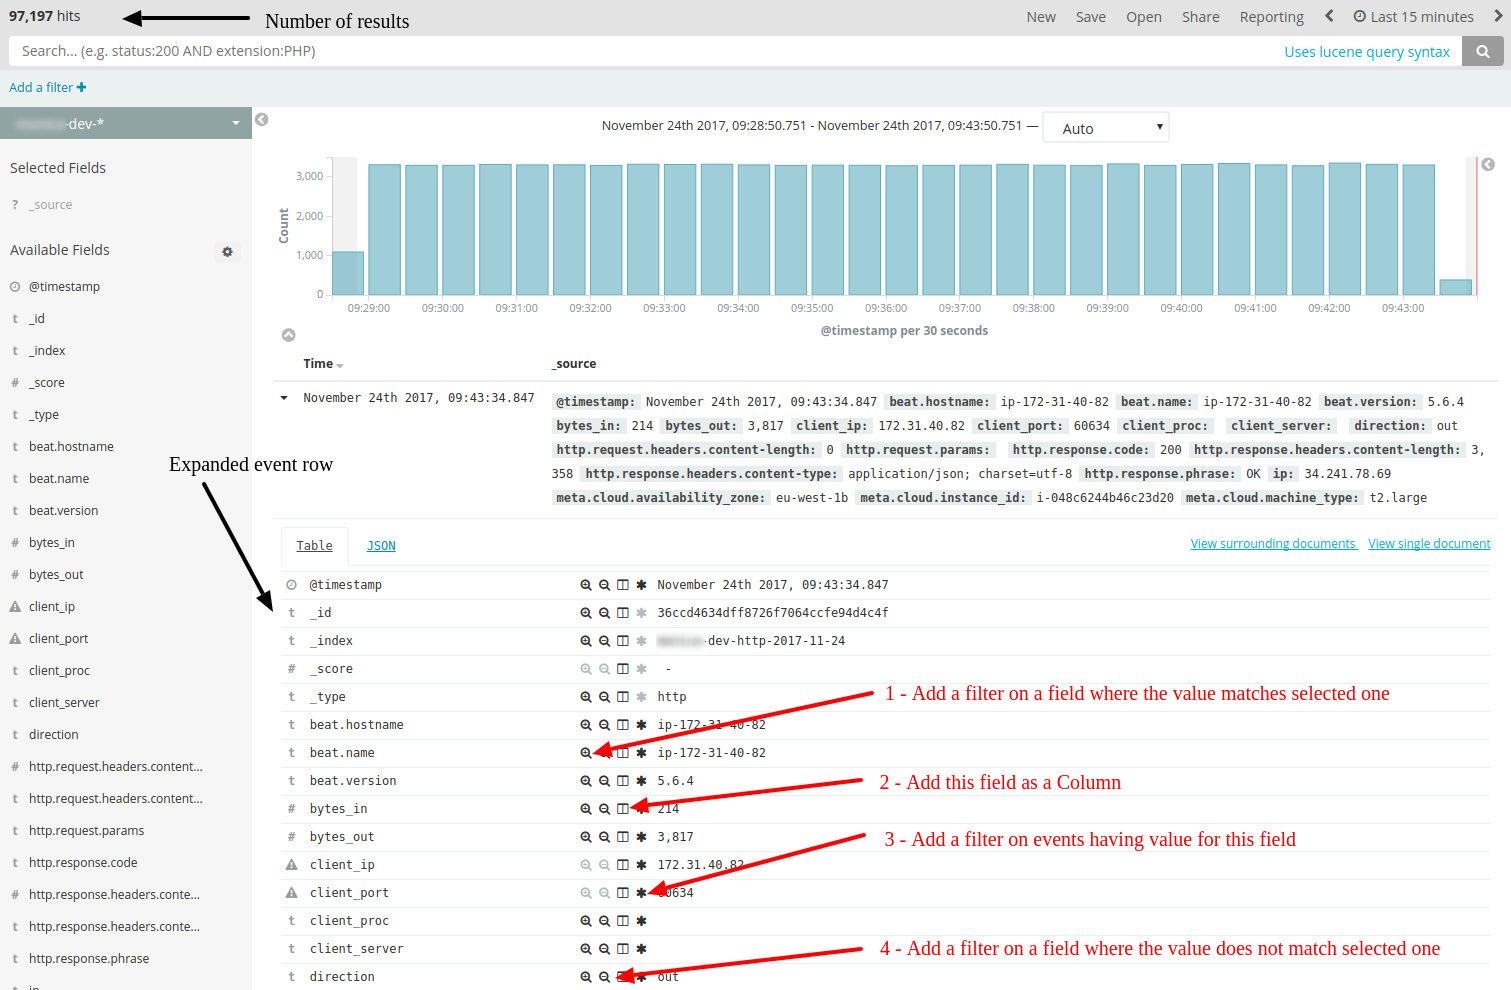 97,197 hits
Number of results
New Save Open Share Reporting Last 15 minutes
Search... (e.g. status:200 AND extension:PHP)
Uses lucene query syntax
Add a filter
-dev-*
Selected Fields
? _source
Available Fields
@timestamp
t _id
t _index
# _score
t _type
t beat.hostname
t beat.name
t beat.version
# bytes_in
# bytes_out
client_ip
client_port
t client_proc
t client_server
t direction
# http.request.headers.content...
t http.request.headers.content...
t http.request.params
t http.response.code
# http.response.headers.conte...
t http.response.headers.conte...
t http.response.phrase
November 24th 2017, 09:28:50.751 - November 24th 2017, 09:43:50.751 — Auto
Count
3,000
2,000
1,000
0
09:29:00 09:30:00 09:31:00 09:32:00 09:33:00 09:34:00 09:35:00 09:36:00 09:37:00 09:38:00 09:39:00 09:40:00 09:41:00 09:42:00 09:43:00
@timestamp per 30 seconds
Time _source
November 24th 2017, 09:43:34.847
@timestamp: November 24th 2017, 09:43:34.847 beat.hostname: ip-172-31-40-82 beat.name: ip-172-31-40-82 beat.version: 5.6.4
bytes_in: 214 bytes_out: 3,817 client_ip: 172.31.40.82 client_port: 60634 client_proc: client_server: direction: out
http.request.headers.content-length: 0 http.request.params: http.response.code: 200 http.response.headers.content-length: 3,
358 http.response.headers.content-type: application/json; charset=utf-8 http.response.phrase: OK ip: 34.241.78.69
meta.cloud.availability_zone: eu-west-1b meta.cloud.instance_id: i-048c6244b46c23d20 meta.cloud.machine_type: t2.large
Expanded event row
Table JSON
View surrounding documents View single document
@timestamp November 24th 2017, 09:43:34.847
t _id 36ccd4634dff8726f7064ccfe94d4c4f
t _index -dev-http-2017-11-24
# _score -
t _type http
1 - Add a filter on a field where the value matches selected one
t beat.hostname ip-172-31-40-82
t beat.name ip-172-31-40-82
t beat.version 5.6.4
2 - Add this field as a Column
# bytes_in 214
# bytes_out 3,817
3 - Add a filter on events having value for this field
client_ip 172.31.40.82
client_port 60634
t client_proc
t client_server
4 - Add a filter on a field where the value does not match selected one
t direction out